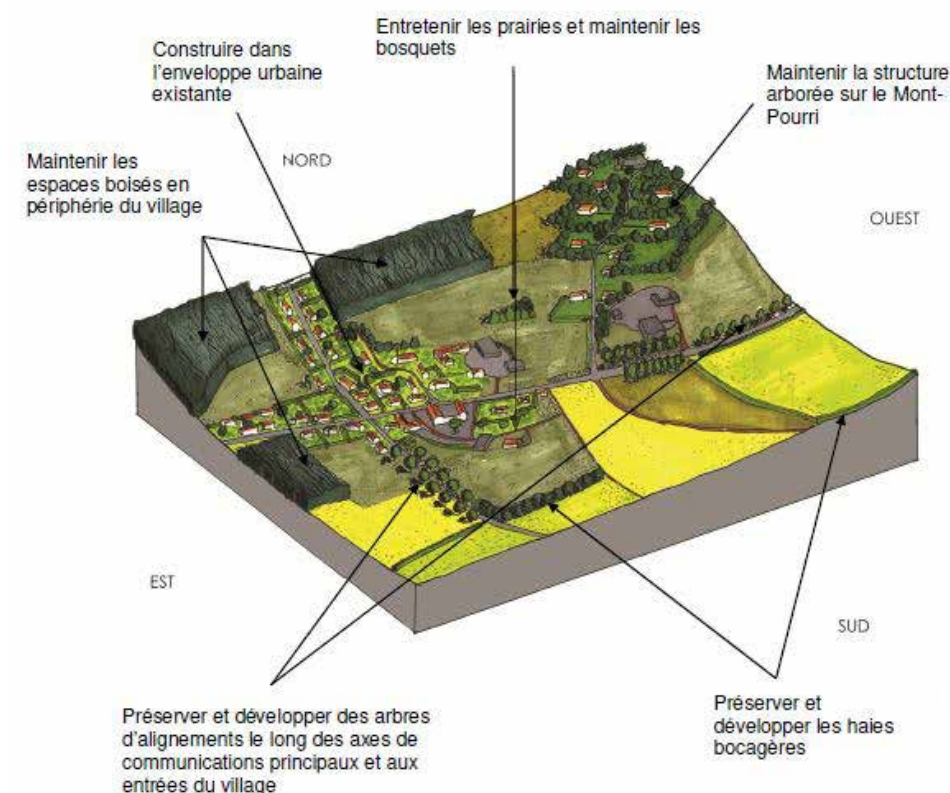 Entretenir les prairies et maintenir les
bosquets
Construire dans
l'enveloppe urbaine
existante
Maintenir la structure
arborée sur le Mont-
Pourri
Maintenir les
espaces boisés en
périphérie du village
NORD
OUEST
EST
SUD
Préserver et développer des arbres
d'alignements le long des axes de
communications principaux et aux
entrées du village
Préserver et
développer les haies
bocagères